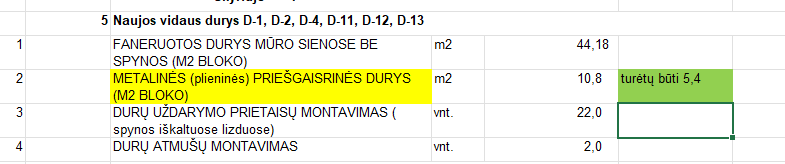 5 Naujos vidaus durys D-1, D-2, D-4, D-11, D-12, D-13
1 FANERUOTOS DURYS MŪRO SIENOSE BE m2 44,18
SPYNOS (M2 BLOKO)
2 METALINĖS (plieninės) PRIEŠGAISRINĖS DURYS m2 10,8 turėtų būti 5,4
(M2 BLOKO)
3 DURŲ UŽDARYMO PRIETAISŲ MONTAVIMAS ( vnt. 22,0
spynos iškaltuose lizduose)
4 DURŲ ATMUŠŲ MONTAVIMAS vnt. 2,0